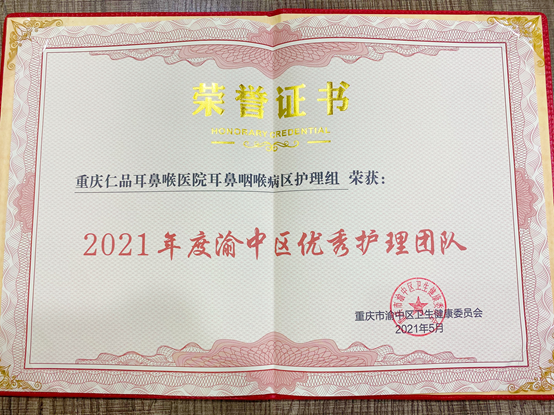 荣誉证书
HONORARY CREDENTIAL
重庆仁品耳鼻喉医院耳鼻咽喉病区护理组 荣获：
2021年度渝中区优秀护理团队
重庆市渝中区卫生健康委员会
2021年5月